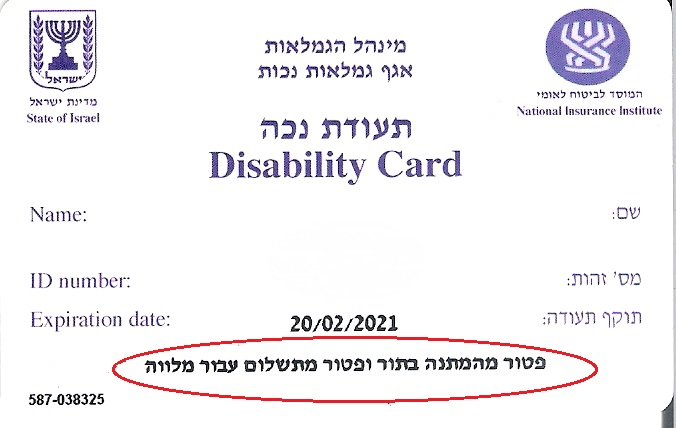 מינהל הגמלאות
אגף גמלאות נכות
ישראל
מדינת ישראל
State of Israel
המוסד לביטוח לאומי
National Insurance Institute
תעודת נכה
Disability Card
Name:
שם:
ID number:
מס' זהות:
Expiration date:
20/02/2021
תוקף תעודה:
פטור מהמתנה בתור ופטור מתשלום עבור מלווה
587-038325